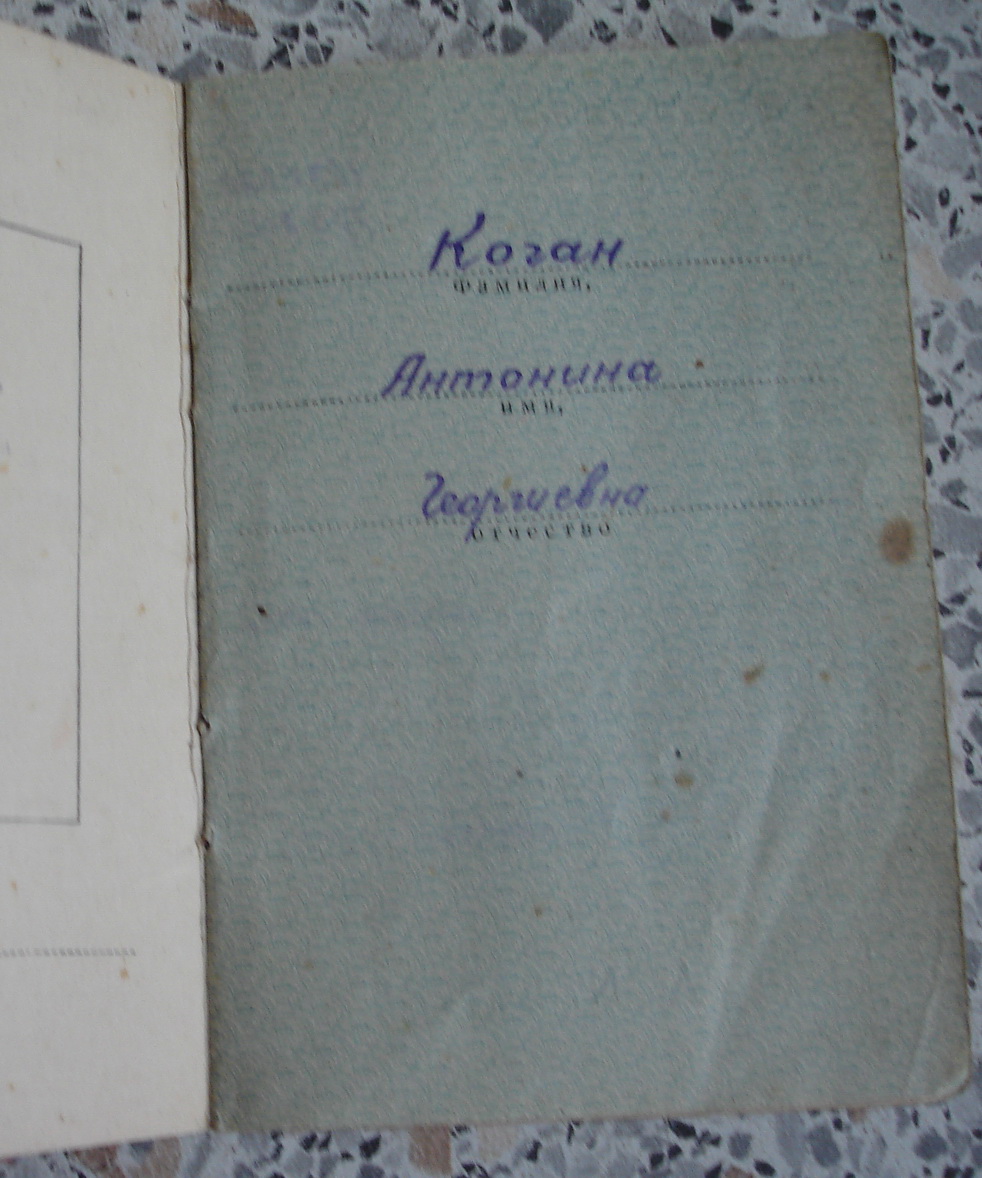 Коган
фамилия,
Антонина
имя,
Георгиевна
отчество